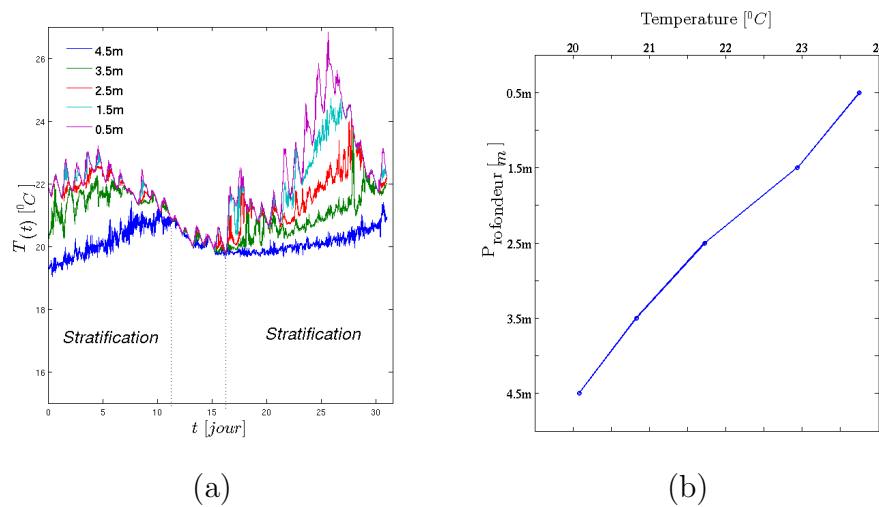 26
24
22
20
18
16
T(t) [⁰C]
4.5m
3.5m
2.5m
1.5m
0.5m
Stratification
Stratification
0 5 10 15 20 25 30
t [jour]
(a)
Temperature [⁰C]
20 21 22 23 2
0.5m
1.5m
2.5m
3.5m
4.5m
Profondeur [m]
(b)